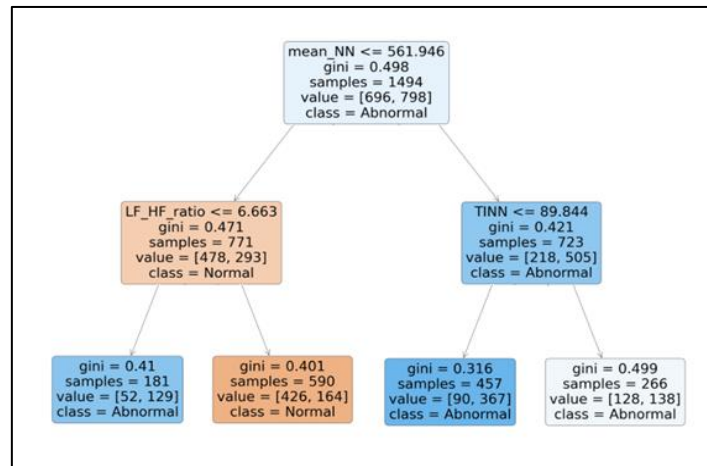 mean_NN <= 561.946
gini = 0.498
samples = 1494
value = [696, 798]
class = Abnormal
LF_HF_ratio <= 6.663
gini = 0.471
samples = 771
value = [478, 293]
class = Normal
TINN <= 89.844
gini = 0.421
samples = 723
value = [218, 505]
class = Abnormal
gini = 0.41
samples = 181
value = [52, 129]
class = Abnormal
gini = 0.401
samples = 590
value = [426, 164]
class = Normal
gini = 0.316
samples = 457
value = [90, 367]
class = Abnormal
gini = 0.499
samples = 266
value = [128, 138]
class = Abnormal